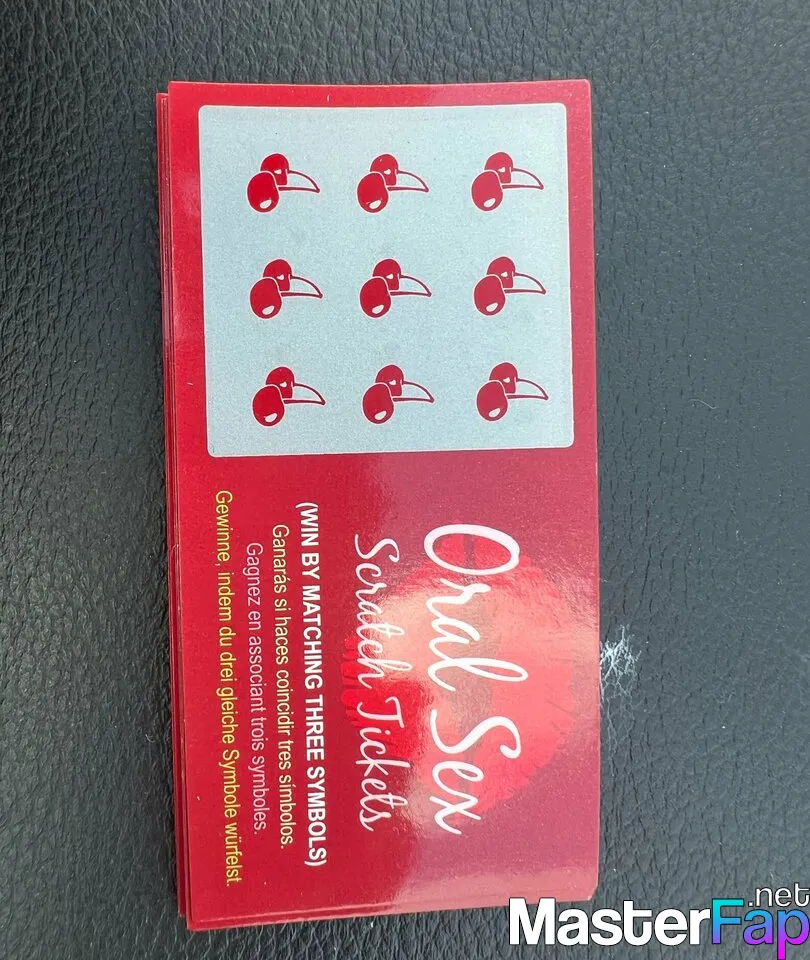 Oral Sex
Scratch Tickets
(WIN BY MATCHING THREE SYMBOLS)
Ganarás si haces coincidir tres símbolos.
Gagnez en associant trois symboles.
Gewinne, indem du drei gleiche Symbole würfelst.
MasterFap.net